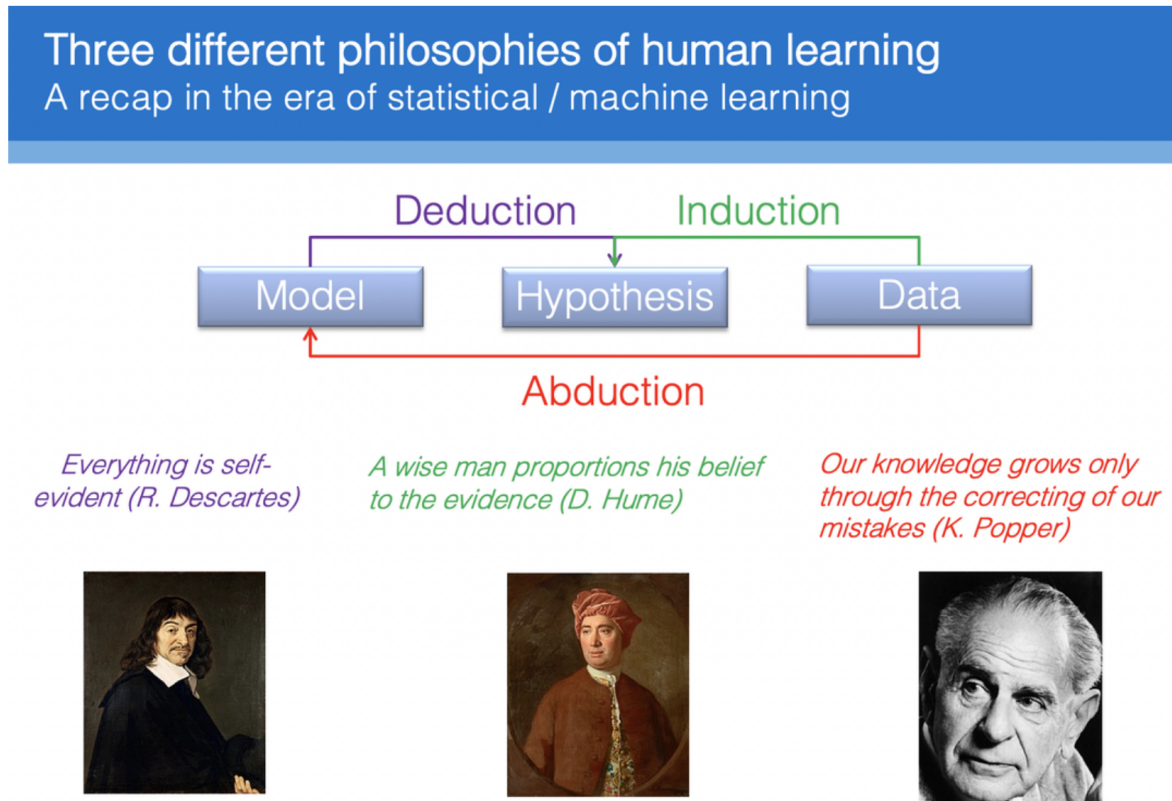 Three different philosophies of human learning
A recap in the era of statistical / machine learning
Deduction
Induction
Model
Hypothesis
Data
Abduction
Everything is self-
evident (R. Descartes)
A wise man proportions his belief
to the evidence (D. Hume)
Our knowledge grows only
through the correcting of our
mistakes (K. Popper)